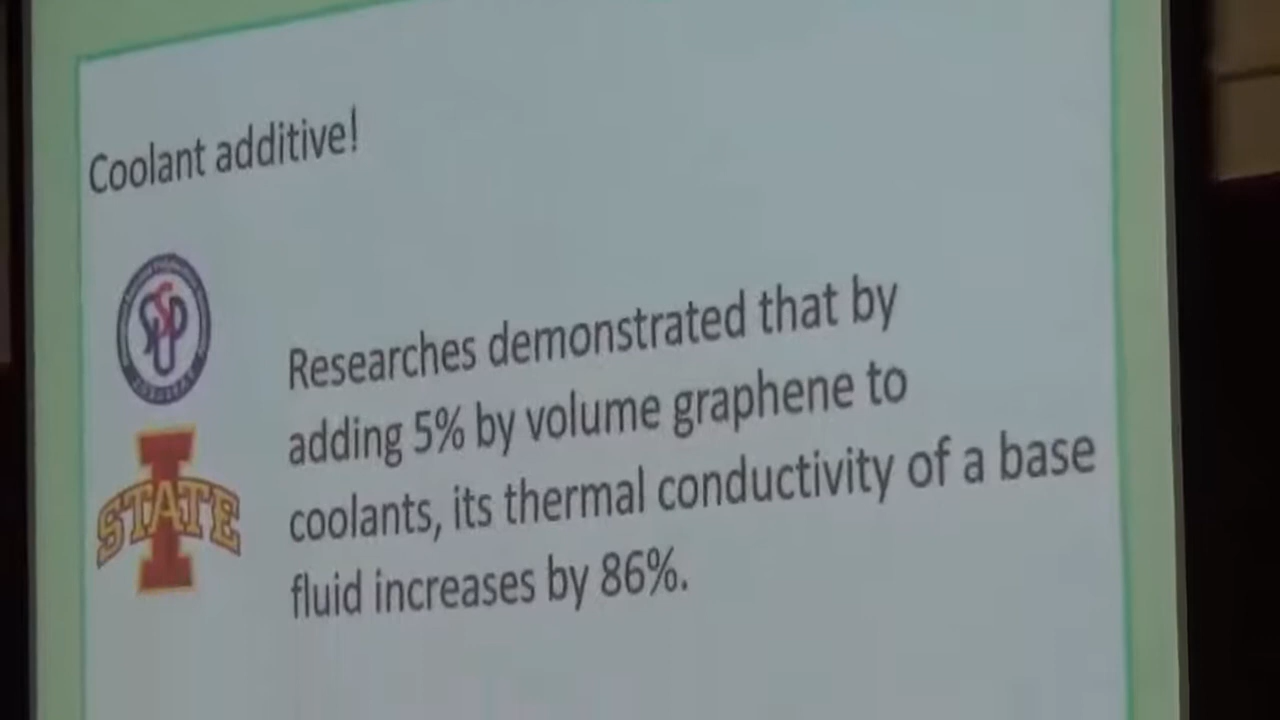 Coolant additive!
STATE
Researches demonstrated that by
adding 5% by volume graphene to
coolants, its thermal conductivity of a base
fluid increases by 86%.